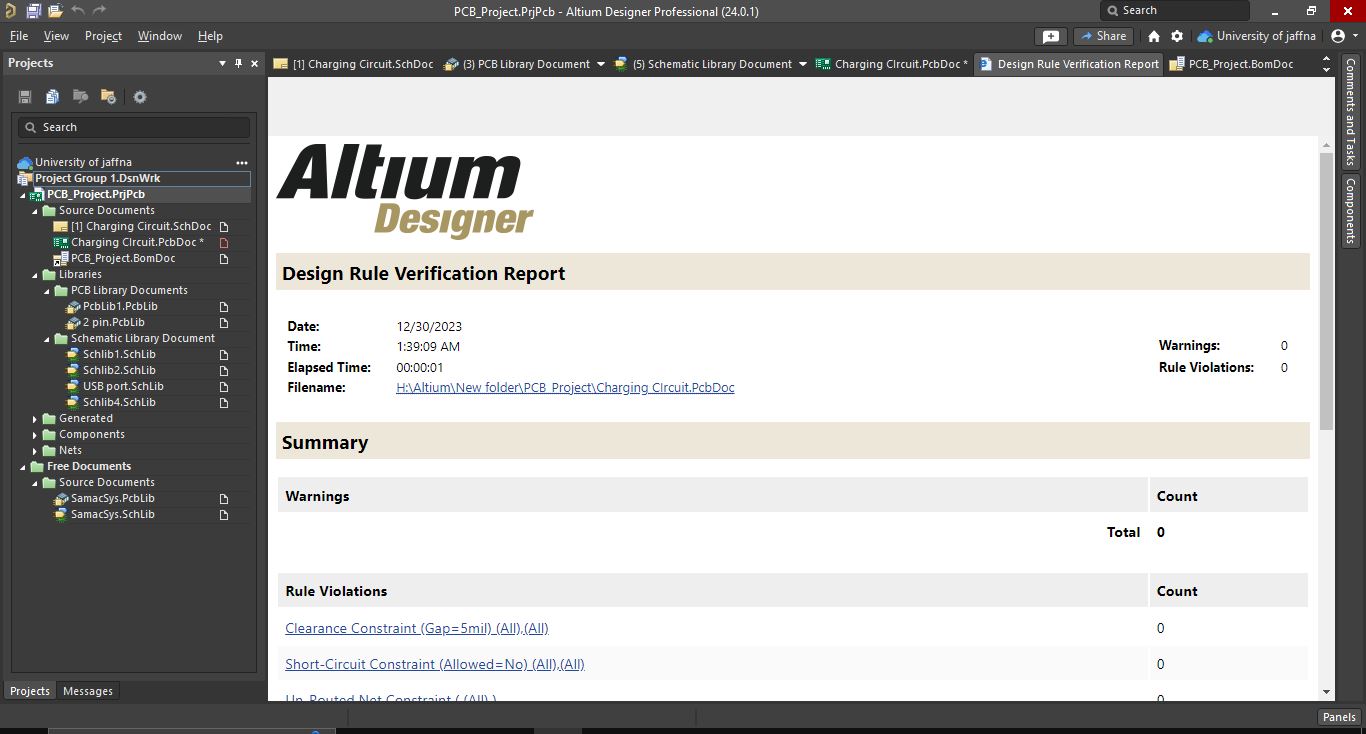 PCB_Project.PrjPcb - Altium Designer Professional (24.0.1)
Search
File View Project Window Help
Share
University of jaffna
Projects
[1] Charging Circuit.SchDoc
(3) PCB Library Document
(5) Schematic Library Document
Charging CIrcuit.PcbDoc *
Design Rule Verification Report
PCB_Project.BomDoc
Search
University of jaffna
Project Group 1.DsnWrk
PCB_Project.PrjPcb
Source Documents
[1] Charging Circuit.SchDoc
Charging CIrcuit.PcbDoc *
PCB_Project.BomDoc
Libraries
PCB Library Documents
PcbLib1.PcbLib
2 pin.PcbLib
Schematic Library Document
Schlib1.SchLib
Schlib2.SchLib
USB port.SchLib
Schlib4.SchLib
Generated
Components
Nets
Free Documents
Source Documents
SamacSys.PcbLib
SamacSys.SchLib
Projects
Messages
Altium
Designer
Design Rule Verification Report
Date: 12/30/2023
Time: 1:39:09 AM
Elapsed Time: 00:00:01
Filename: H:\Altium\New folder\PCB_Project\Charging CIrcuit.PcbDoc
Warnings: 0
Rule Violations: 0
Summary
Warnings Count
Total 0
Rule Violations Count
Clearance Constraint (Gap=5mil) (All),(All) 0
Short-Circuit Constraint (Allowed=No) (All),(All) 0
Un-Routed Net Constraint ( (All) ) 0
Comments and Tasks
Components
Panels